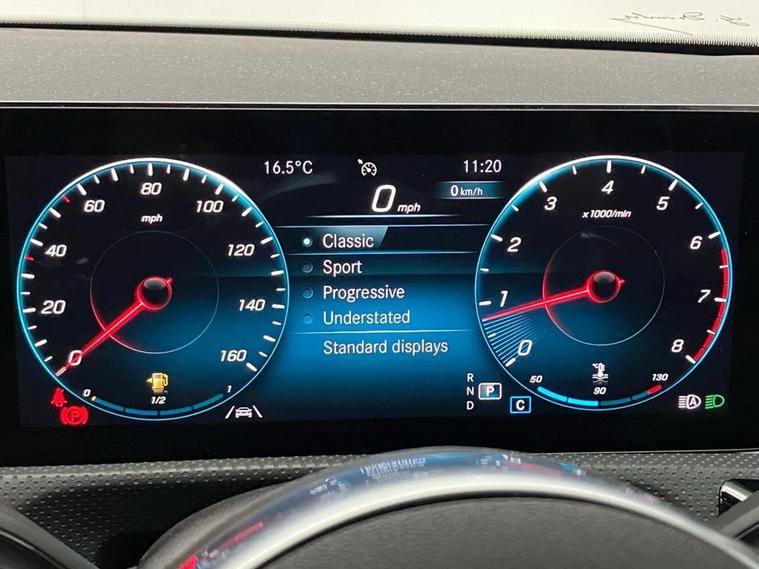 16.5°C
11:20
0 mph
0 km/h
0
20
40
60
80
100
120
140
160
mph
Classic
Sport
Progressive
Understated
Standard displays
0
1
2
3
4
5
6
7
8
x1000/min
0
1/2
1
R
N
D
P
C
50
90
130
P
A